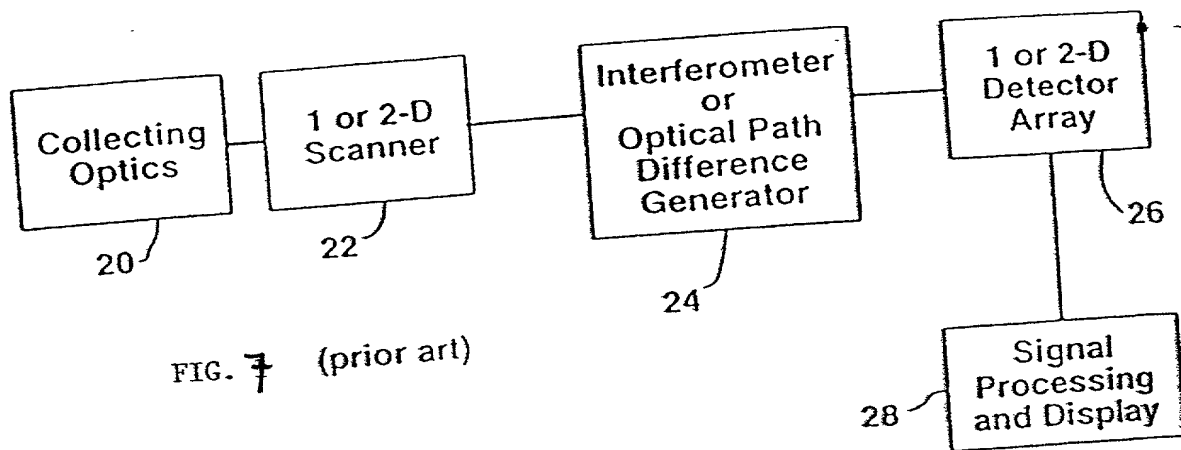 Collecting
Optics
20
1 or 2-D
Scanner
22
Interferometer
or
Optical Path
Difference
Generator
24
1 or 2-D
Detector
Array
26
Signal
Processing
and Display
28
FIG. 7 (prior art)